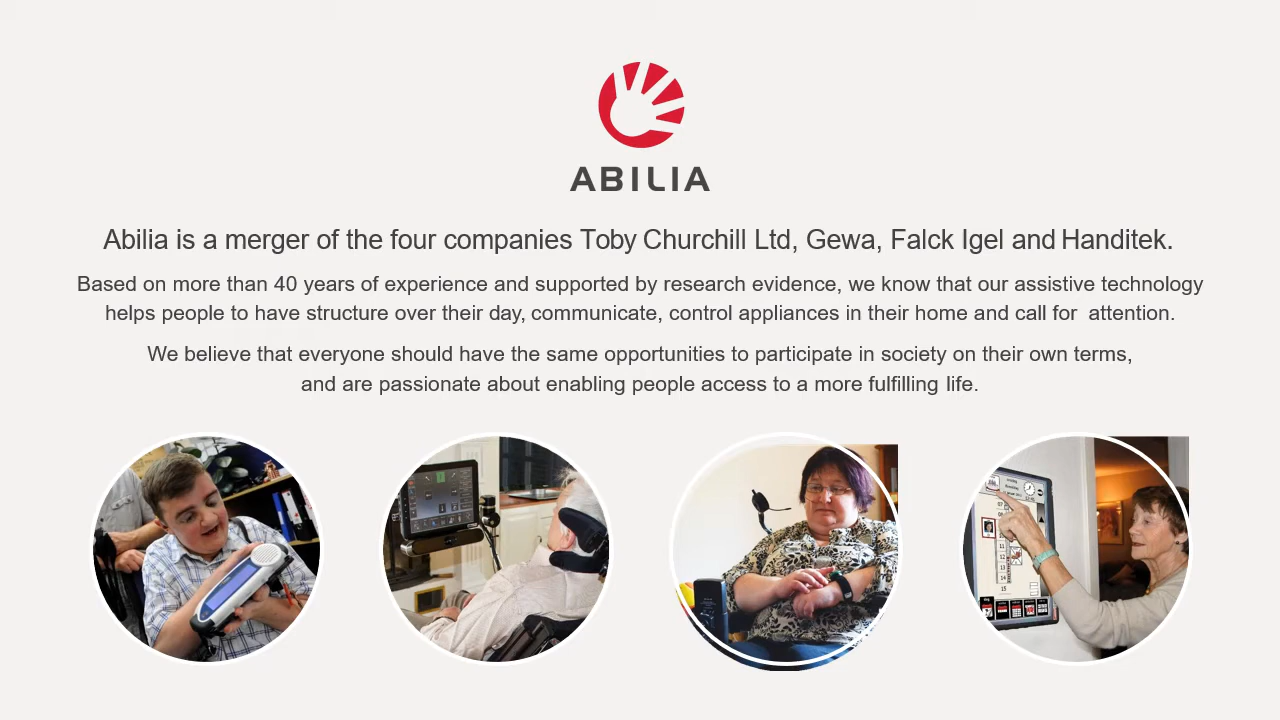 ABILIA
Abilia is a merger of the four companies Toby Churchill Ltd, Gewa, Falck Igel and Handitek.
Based on more than 40 years of experience and supported by research evidence, we know that our assistive technology
helps people to have structure over their day, communicate, control appliances in their home and call for attention.
We believe that everyone should have the same opportunities to participate in society on their own terms,
and are passionate about enabling people access to a more fulfilling life.